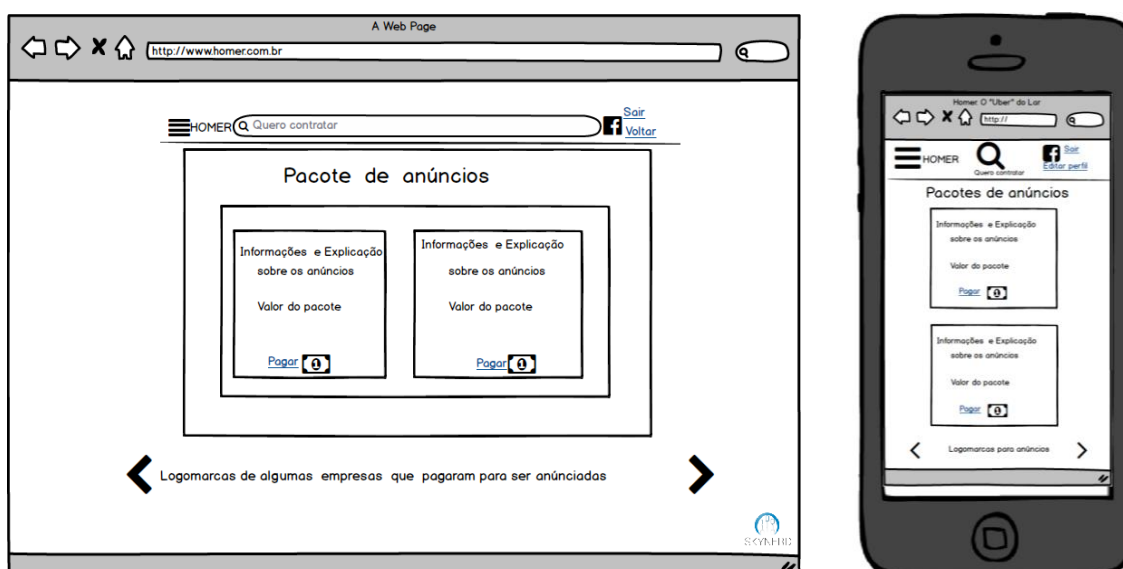 A Web Page
http://www.homer.com.br
HOMER
Quero contratar
Sair
Voltar
Pacote de anúncios
Informações e Explicação
sobre os anúncios
Valor do pacote
Pagar
Informações e Explicação
sobre os anúncios
Valor do pacote
Pagar
Logomarcas de algumas empresas que pagaram para ser anúnciadas
Homer: O "Uber" do Lar
http://
HOMER
Quero contratar
Sair
Editar perfil
Pacotes de anúncios
Informações e Explicação
sobre os anúncios
Valor do pacote
Pagar
Informações e Explicação
sobre os anúncios
Valor do pacote
Pagar
Logomarcas para anúncios